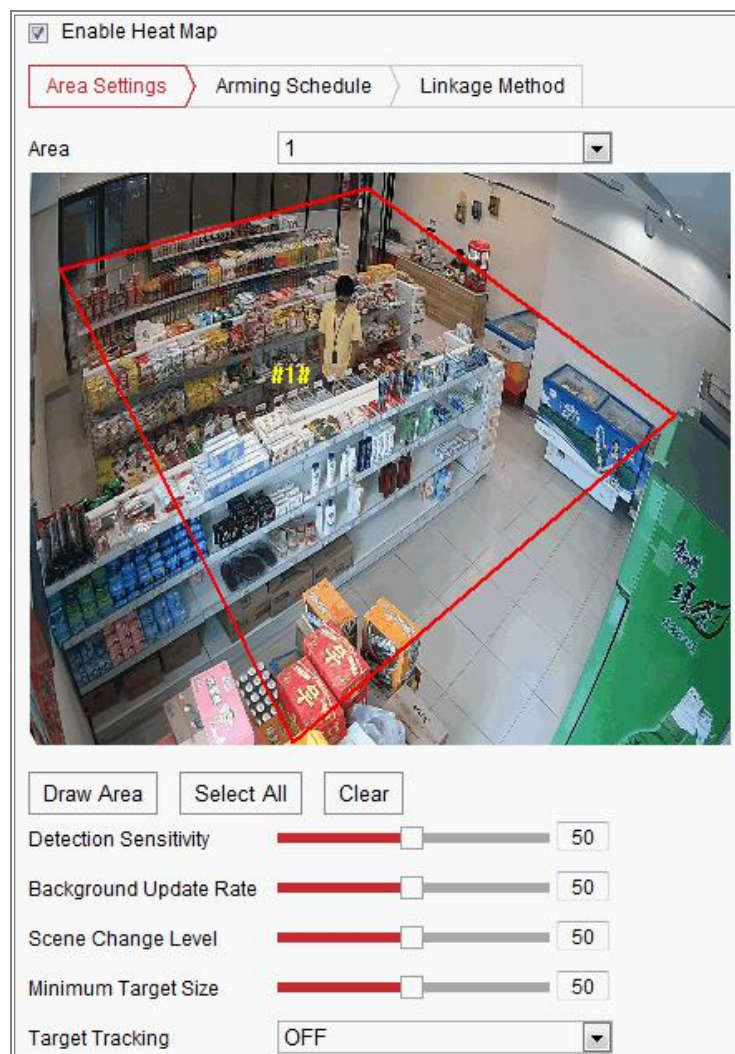 Enable Heat Map
Area Settings
Arming Schedule
Linkage Method
Area
1
#1#
Draw Area
Select All
Clear
Detection Sensitivity
50
Background Update Rate
50
Scene Change Level
50
Minimum Target Size
50
Target Tracking
OFF